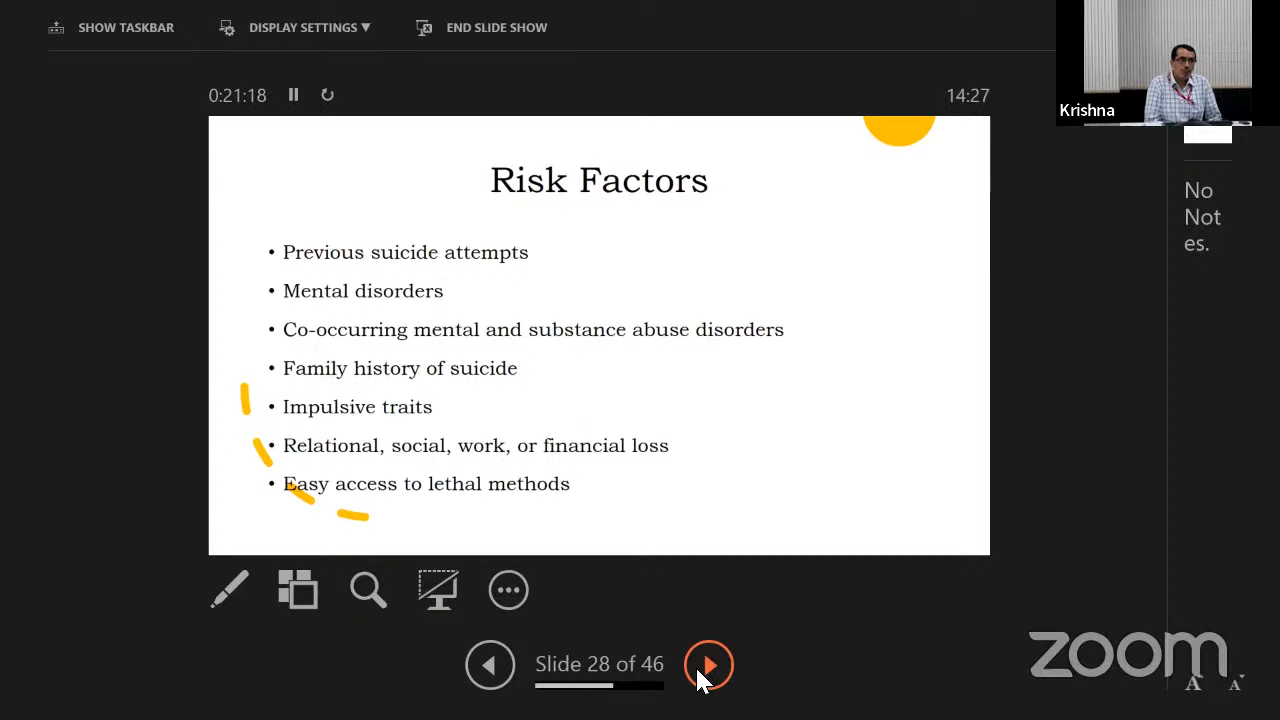 SHOW TASKBAR
DISPLAY SETTINGS ▼
END SLIDE SHOW
Krishna
0:21:18
14:27
Risk Factors
• Previous suicide attempts
• Mental disorders
• Co-occurring mental and substance abuse disorders
• Family history of suicide
• Impulsive traits
• Relational, social, work, or financial loss
• Easy access to lethal methods
No
Not
es.
Slide 28 of 46
zoom
A A